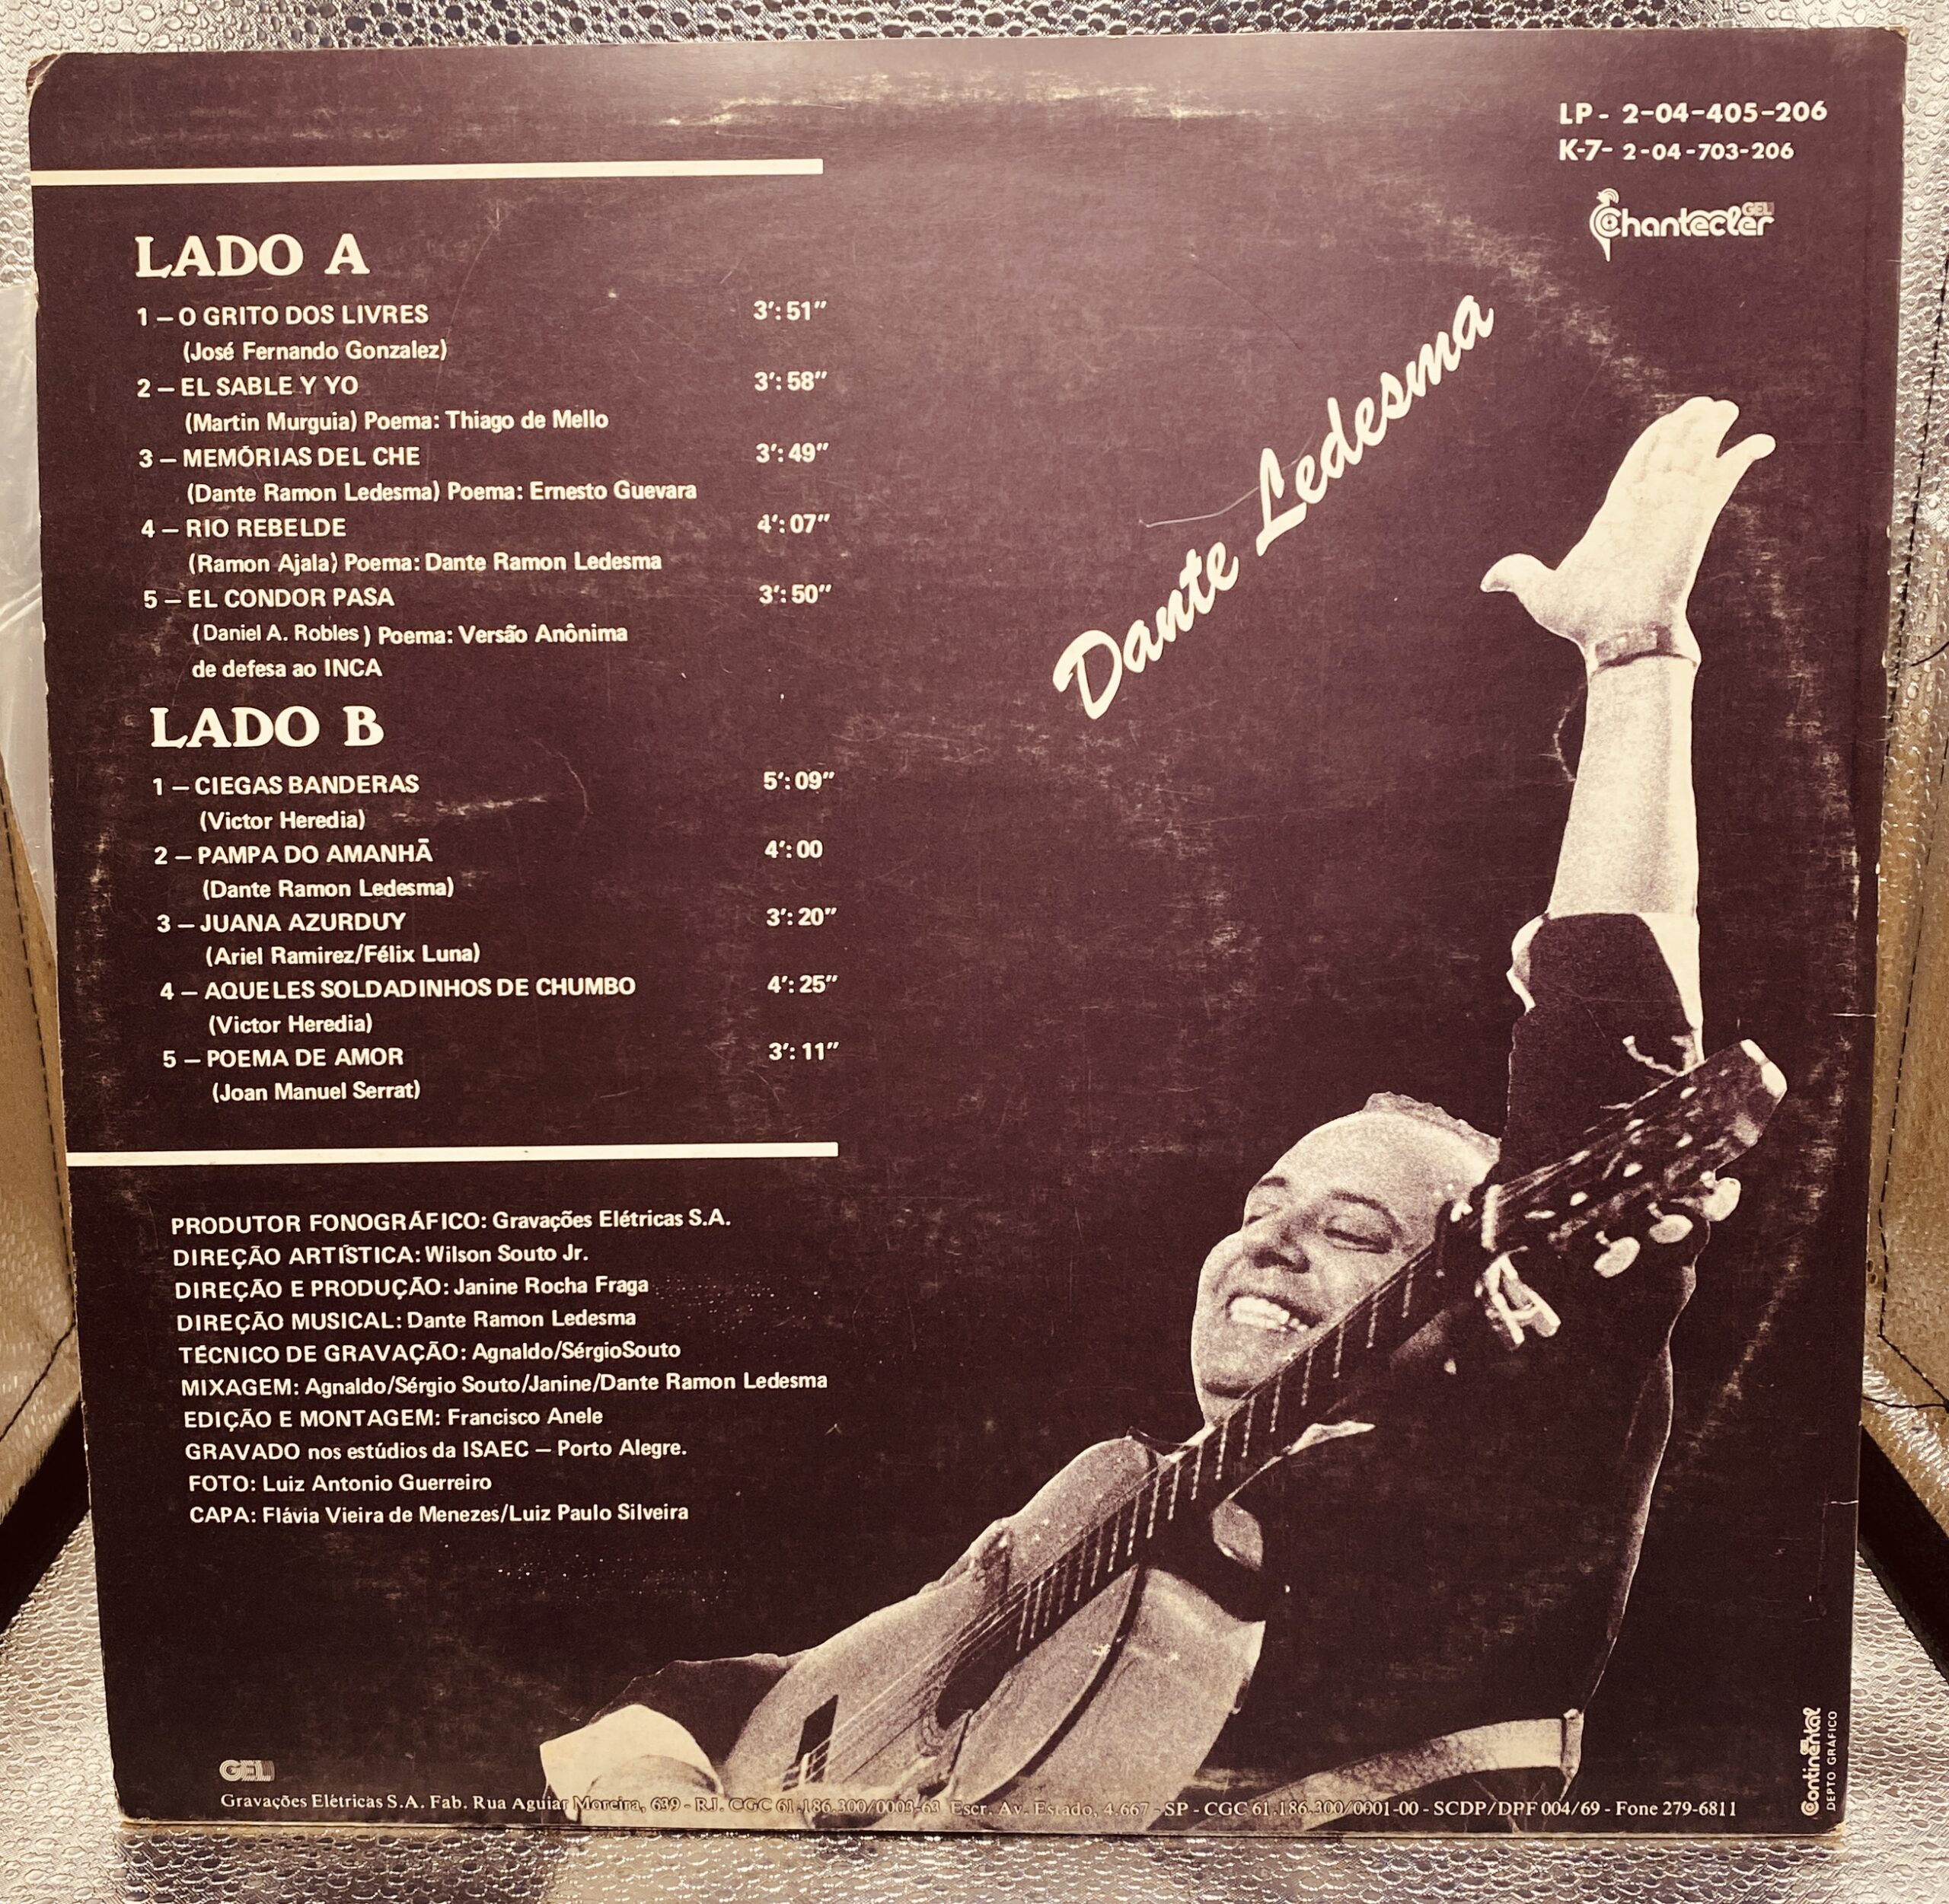 LP - 2-04-405-206
K-7- 2-04-703-206
Chantecler GEL
Dante Ledesma
LADO A
1 – O GRITO DOS LIVRES 3':51"
(José Fernando Gonzalez)
2 – EL SABLE Y YO 3':58"
(Martin Murguia) Poema: Thiago de Mello
3 – MEMÓRIAS DEL CHE 3':49"
(Dante Ramon Ledesma) Poema: Ernesto Guevara
4 – RIO REBELDE 4':07"
(Ramon Ajala) Poema: Dante Ramon Ledesma
5 – EL CONDOR PASA 3':50"
(Daniel A. Robles) Poema: Versão Anônima
de defesa ao INCA
LADO B
1 – CIEGAS BANDERAS 5':09"
(Victor Heredia)
2 – PAMPA DO AMANHÃ 4':00
(Dante Ramon Ledesma)
3 – JUANA AZURDUY 3':20"
(Ariel Ramirez/Félix Luna)
4 – AQUELES SOLDADINHOS DE CHUMBO 4':25"
(Victor Heredia)
5 – POEMA DE AMOR 3':11"
(Joan Manuel Serrat)
PRODUTOR FONOGRÁFICO: Gravações Elétricas S.A.
DIREÇÃO ARTÍSTICA: Wilson Souto Jr.
DIREÇÃO E PRODUÇÃO: Janine Rocha Fraga
DIREÇÃO MUSICAL: Dante Ramon Ledesma
TÉCNICO DE GRAVAÇÃO: Agnaldo/SérgioSouto
MIXAGEM: Agnaldo/Sérgio Souto/Janine/Dante Ramon Ledesma
EDIÇÃO E MONTAGEM: Francisco Anele
GRAVADO nos estúdios da ISAEC – Porto Alegre.
FOTO: Luiz Antonio Guerreiro
CAPA: Flávia Vieira de Menezes/Luiz Paulo Silveira
GEL
Gravações Elétricas S.A. Fab. Rua Aguiar Moreira, 639 - RJ. CGC 61.186.300/0003-63 Escr. Av. Estado, 4.667 - SP - CGC 61.186.300/0001-00 - SCDP/DPF 004/69 - Fone 279-6811
Continental
DEPTO GRÁFICO